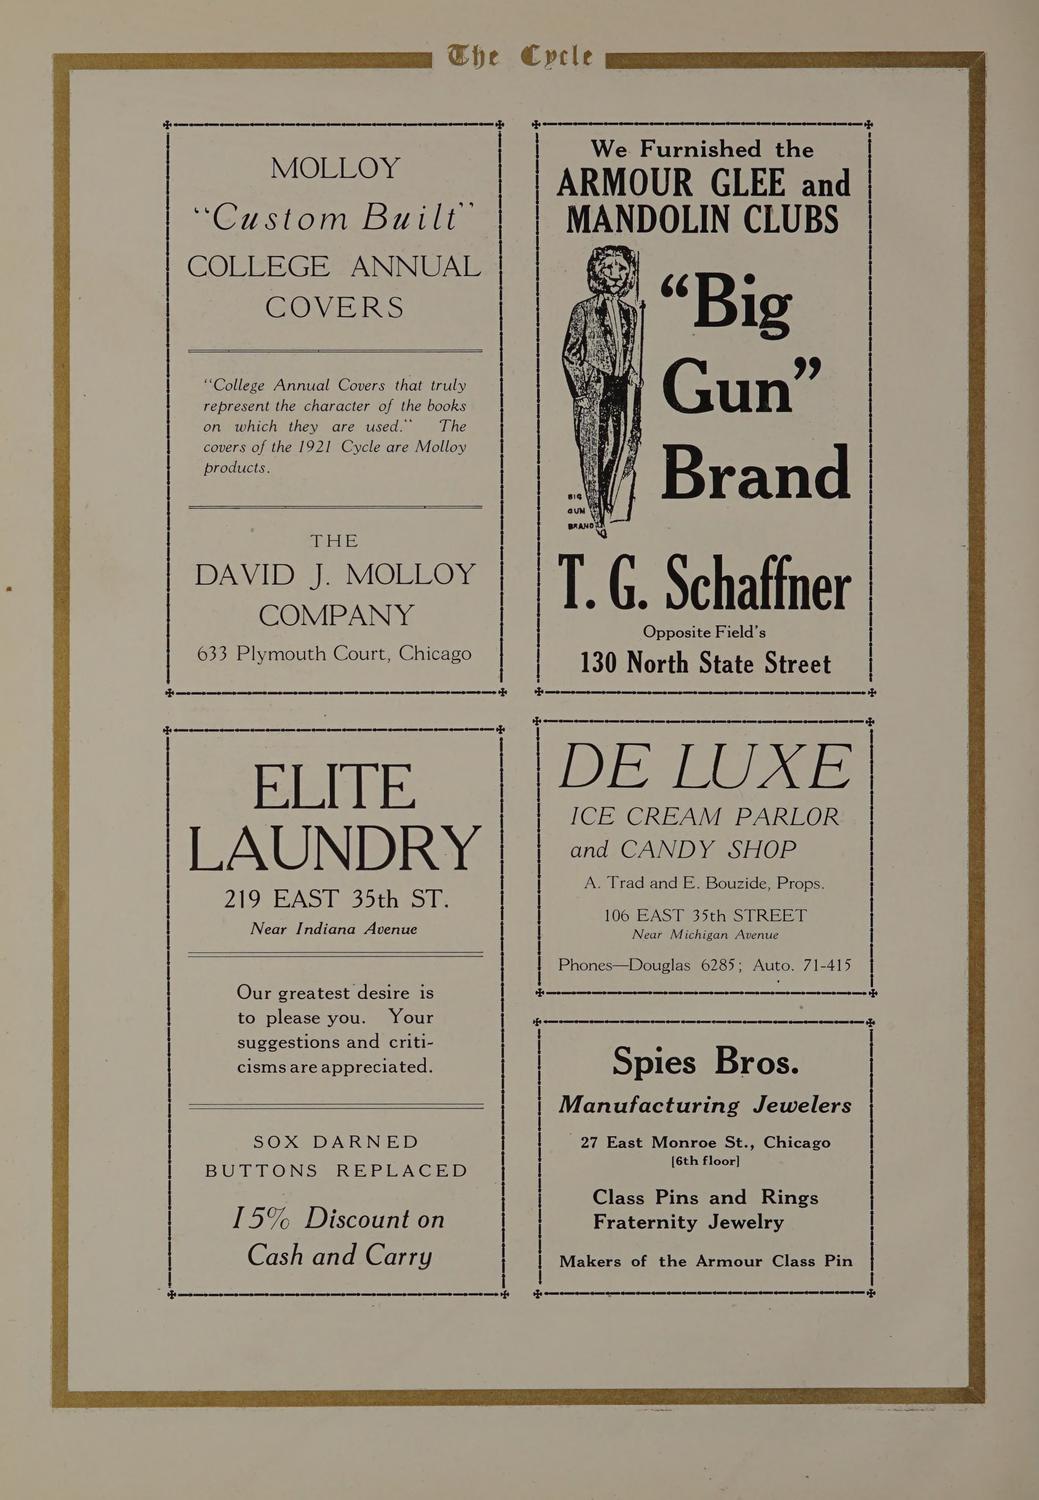 The Cycle
MOLLOY
"Custom Built"
COLLEGE ANNUAL
COVERS
"College Annual Covers that truly
represent the character of the books
on which they are used." The
covers of the 1921 Cycle are Molloy
products.
THE
DAVID J. MOLLOY
COMPANY
633 Plymouth Court, Chicago
We Furnished the
ARMOUR GLEE and
MANDOLIN CLUBS
"Big
Gun"
Brand
BIG
GUN
BRAND
T. G. Schaffner
Opposite Field's
130 North State Street
ELITE
LAUNDRY
219 EAST 35th ST.
Near Indiana Avenue
Our greatest desire is
to please you. Your
suggestions and criti-
cisms are appreciated.
SOX DARNED
BUTTONS REPLACED
15% Discount on
Cash and Carry
DE LUXE
ICE CREAM PARLOR
and CANDY SHOP
A. Trad and E. Bouzide, Props.
106 EAST 35th STREET
Near Michigan Avenue
Phones—Douglas 6285; Auto. 71-415
Spies Bros.
Manufacturing Jewelers
27 East Monroe St., Chicago
[6th floor]
Class Pins and Rings
Fraternity Jewelry
Makers of the Armour Class Pin